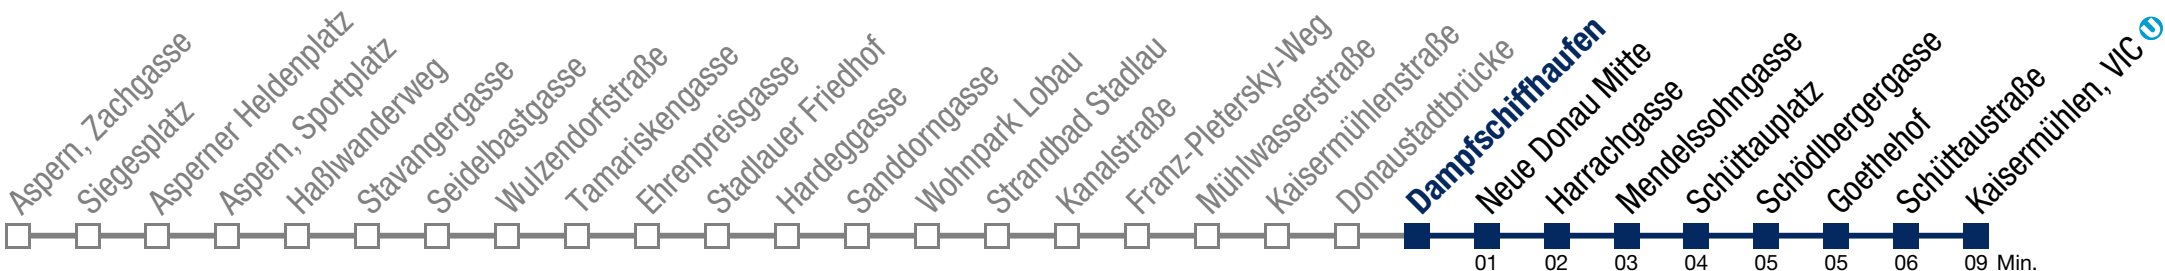 Aspern, Zachgasse
Siegesplatz
Asperner Heldenplatz
Aspern, Sportplatz
Haßlwanderweg
Stavangergasse
Seidelbastgasse
Wulzendorfstraße
Tamariskengasse
Ehrenpreisgasse
Stadlauer Friedhof
Hardeggasse
Sanddorngasse
Wohnpark Lobau
Strandbad Stadlau
Kanalstraße
Franz-Pletersky-Weg
Mühlwasserstraße
Kaisermühlenstraße
Donaustadtbrücke
Dampfschiffhaufen
Neue Donau Mitte
Harrachgasse
Mendelssohngasse
Schüttauplatz
Schödlbergergasse
Goethehof
Schüttaustraße
Kaisermühlen, VIC U
01 02 03 04 05 05 06 09 Min.